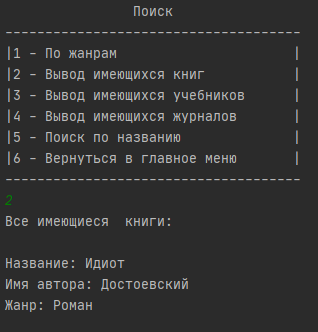 Поиск
------------------------------------
|1 - По жанрам                      |
|2 - Вывод имеющихся книг           |
|3 - Вывод имеющихся учебников      |
|4 - Вывод имеющихся журналов       |
|5 - Поиск по названию              |
|6 - Вернуться в главное меню       |
------------------------------------
2
Все имеющиеся  книги:
Название: Идиот
Имя автора: Достоевский
Жанр: Роман